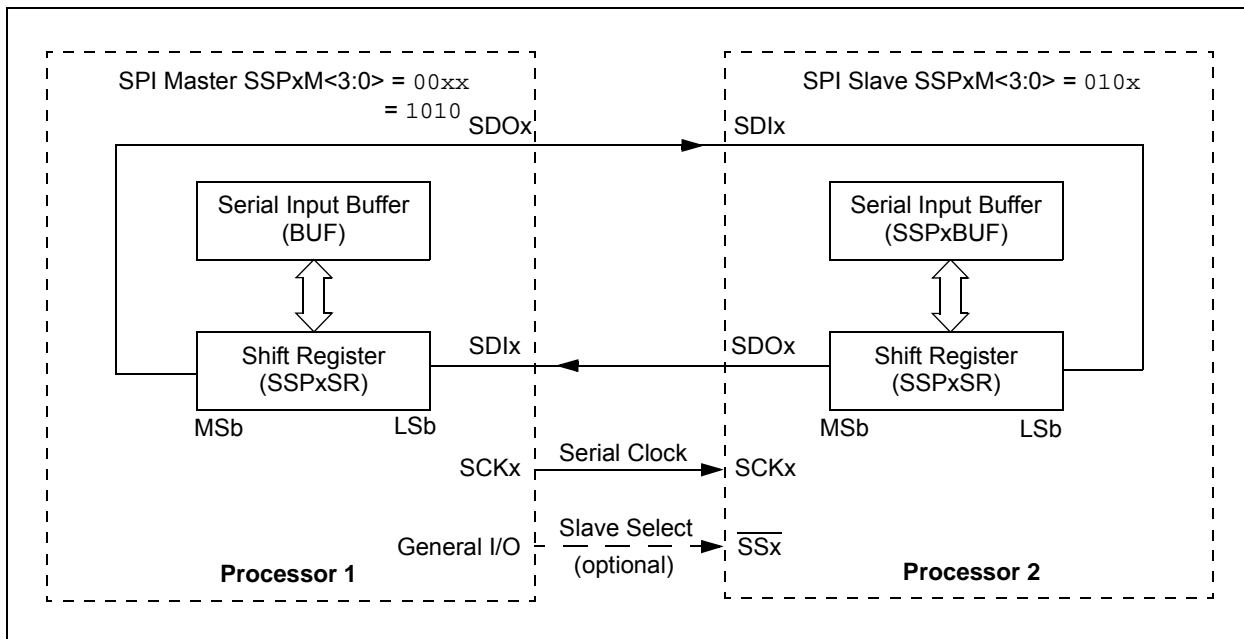 SPI Master SSPxM<3:0> = 00xx
= 1010
SDOx
Serial Input Buffer
(BUF)
Shift Register
(SSPxSR)
MSb
LSb
SDIx
SCKx
General I/O
Processor 1
Serial Clock
Slave Select
(optional)
SPI Slave SSPxM<3:0> = 010x
SDIx
Serial Input Buffer
(SSPxBUF)
SDOx
Shift Register
(SSPxSR)
MSb
LSb
SCKx
S̅S̅x̅
Processor 2